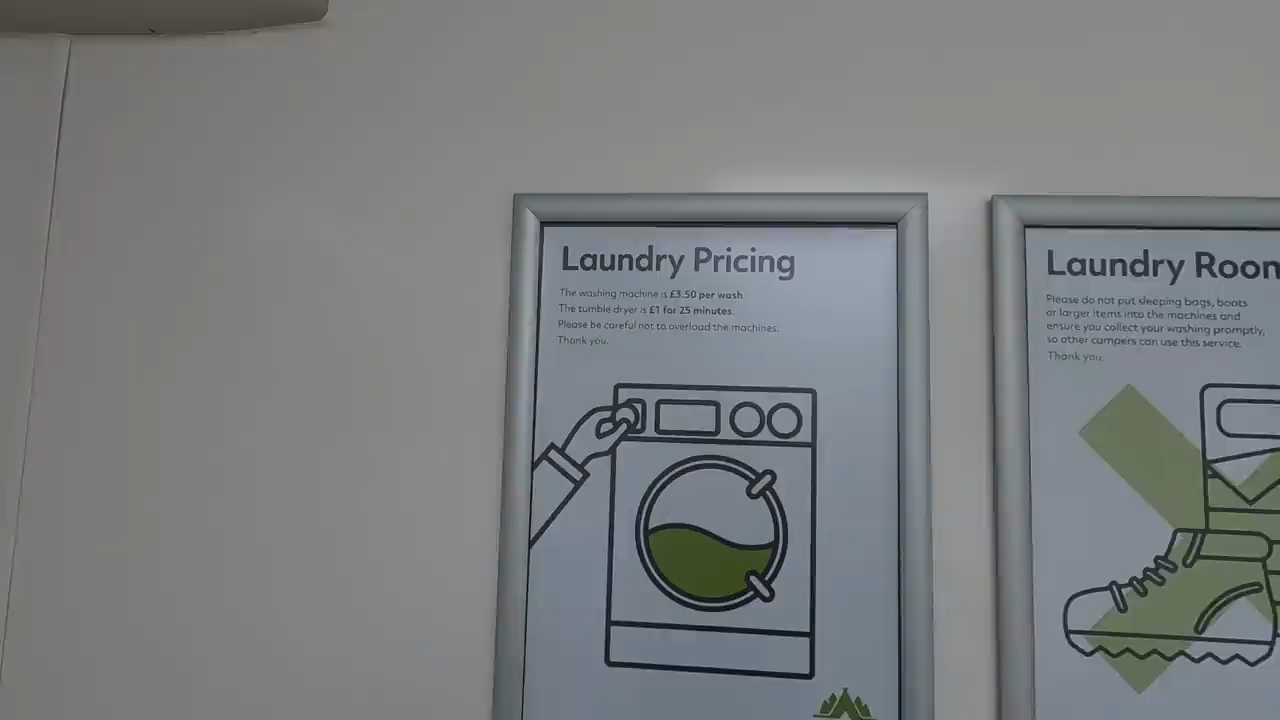 Laundry Pricing
The washing machine is £3.50 per wash
The tumble dryer is £1 for 25 minutes.
Please be careful not to overload the machines.
Thank you.
Laundry Room
Please do not put sleeping bags, boots
or larger items into the machines and
ensure you collect your washing promptly,
so other campers can use this service.
Thank you.